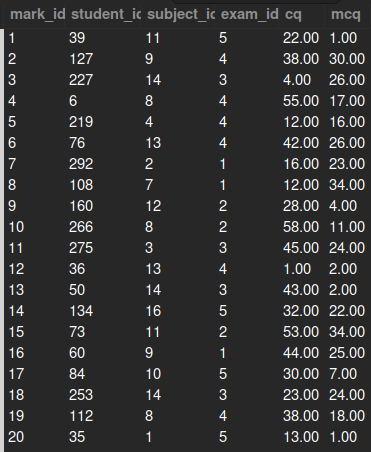 mark_id student_id subject_id exam_id cq mcq
1 39 11 5 22.00 1.00
2 127 9 4 38.00 30.00
3 227 14 3 4.00 26.00
4 6 8 4 55.00 17.00
5 219 4 4 12.00 16.00
6 76 13 4 42.00 26.00
7 292 2 1 16.00 23.00
8 108 7 1 12.00 34.00
9 160 12 2 28.00 4.00
10 266 8 2 58.00 11.00
11 275 3 3 45.00 24.00
12 36 13 4 1.00 2.00
13 50 14 3 43.00 2.00
14 134 16 5 32.00 22.00
15 73 11 2 53.00 34.00
16 60 9 1 44.00 25.00
17 84 10 5 30.00 7.00
18 253 14 3 23.00 24.00
19 112 8 4 38.00 18.00
20 35 1 5 13.00 1.00